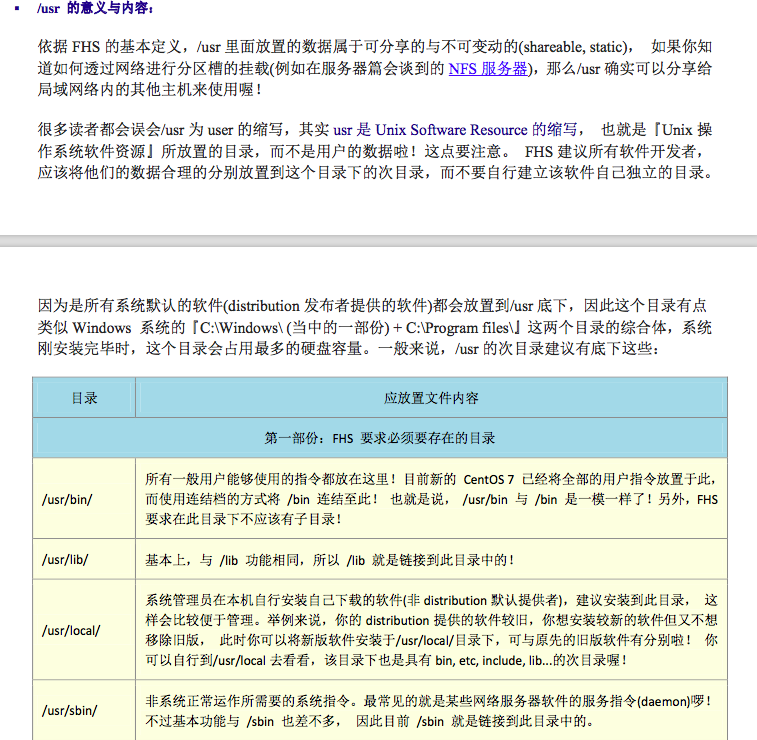 ▪ /usr 的意义与内容：
依据 FHS 的基本定义，/usr 里面放置的数据属于可分享的与不可变动的(shareable, static)， 如果你知
道如何透过网络进行分区槽的挂载(例如在服务器篇会谈到的 NFS 服务器)，那么/usr 确实可以分享给
局域网络内的其他主机来使用喔！
很多读者都会误会/usr 为 user 的缩写，其实 usr 是 Unix Software Resource 的缩写， 也就是『Unix 操
作系统软件资源』所放置的目录，而不是用户的数据啦！这点要注意。 FHS 建议所有软件开发者，
应该将他们的数据合理的分别放置到这个目录下的次目录，而不要自行建立该软件自己独立的目录。
因为是所有系统默认的软件(distribution 发布者提供的软件)都会放置到/usr 底下，因此这个目录有点
类似 Windows 系统的『C:\Windows\ (当中的一部份) + C:\Program files\』这两个目录的综合体，系统
刚安装完毕时，这个目录会占用最多的硬盘容量。一般来说，/usr 的次目录建议有底下这些：
目录 应放置文件内容
第一部份：FHS 要求必须要存在的目录
/usr/bin/
所有一般用户能够使用的指令都放在这里！目前新的 CentOS 7 已经将全部的用户指令放置于此，
而使用连结档的方式将 /bin 连结至此！ 也就是说， /usr/bin 与 /bin 是一模一样了！另外，FHS
要求在此目录下不应该有子目录！
/usr/lib/
基本上，与 /lib 功能相同，所以 /lib 就是链接到此目录中的！
/usr/local/
系统管理员在本机自行安装自己下载的软件(非 distribution 默认提供者)，建议安装到此目录， 这
样会比较便于管理。举例来说，你的 distribution 提供的软件较旧，你想安装较新的软件但又不想
移除旧版， 此时你可以将新版软件安装于/usr/local/目录下，可与原先的旧版软件有分别啦！ 你
可以自行到/usr/local 去看看，该目录下也是具有 bin, etc, include, lib...的次目录喔！
/usr/sbin/
非系统正常运作所需要的系统指令。最常见的就是某些网络服务器软件的服务指令(daemon)啰！
不过基本功能与 /sbin 也差不多， 因此目前 /sbin 就是链接到此目录中的。